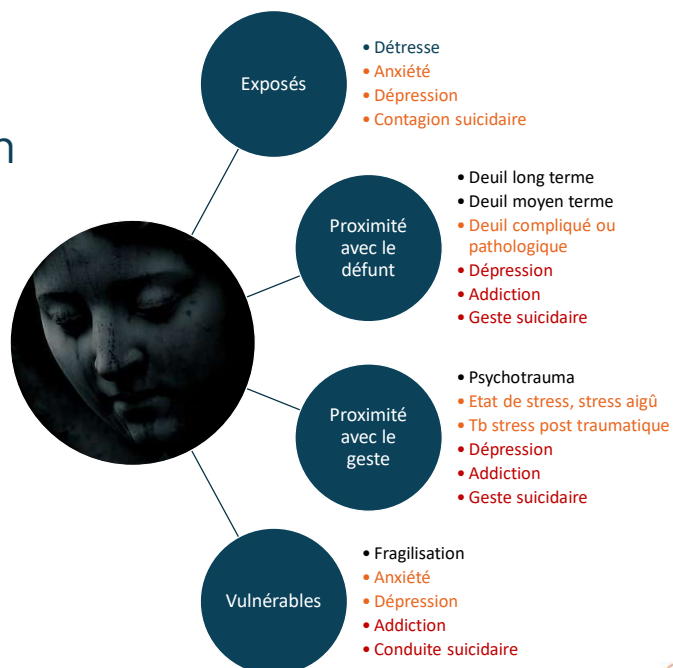 n
Exposés
• Détresse
• Anxiété
• Dépression
• Contagion suicidaire
Proximité
avec le
défunt
• Deuil long terme
• Deuil moyen terme
• Deuil compliqué ou
pathologique
• Dépression
• Addiction
• Geste suicidaire
Proximité
avec le
geste
• Psychotrauma
• Etat de stress, stress aigû
• Tb stress post traumatique
• Dépression
• Addiction
• Geste suicidaire
Vulnérables
• Fragilisation
• Anxiété
• Dépression
• Addiction
• Conduite suicidaire